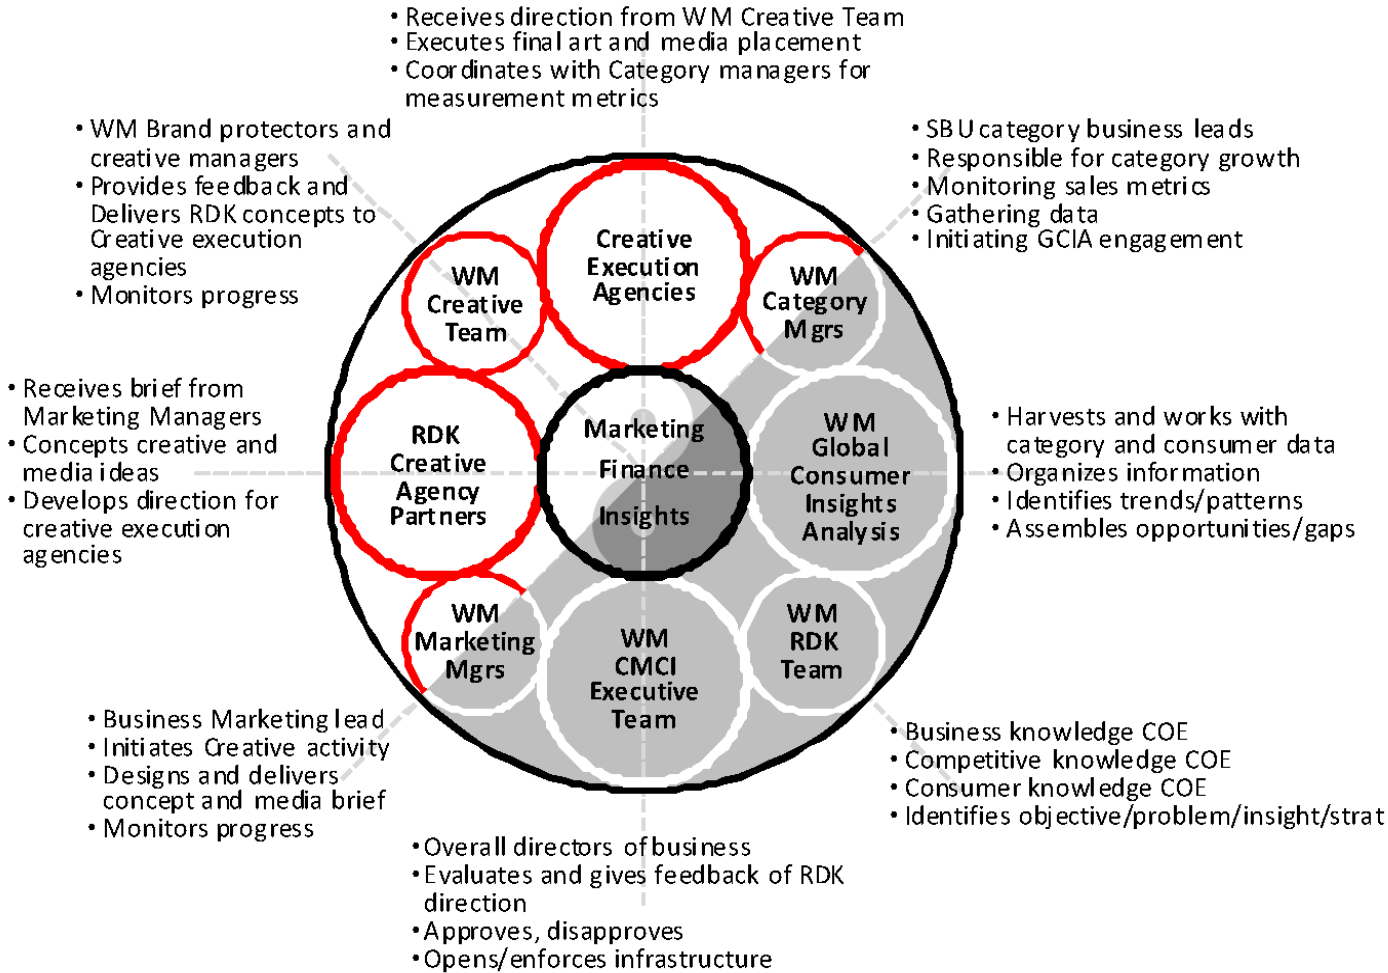 • Receives direction from WM Creative Team
• Executes final art and media placement
• Coordinates with Category managers for
measurement metrics
• WM Brand protectors and
creative managers
• Provides feedback and
Delivers RDK concepts to
Creative execution
agencies
• Monitors progress
• SBU category business leads
• Responsible for category growth
• Monitoring sales metrics
• Gathering data
• Initiating GCIA engagement
Creative
Execution
Agencies
WM
Creative
Team
WM
Category
Mgrs
• Receives brief from
Marketing Managers
• Concepts creative and
media ideas
• Develops direction for
creative execution
agencies
RDK
Creative
Agency
Partners
Marketing
Finance
Insights
WM
Global
Consumer
Insights
Analysis
• Harvests and works with
category and consumer data
• Organizes information
• Identifies trends/patterns
• Assembles opportunities/gaps
WM
Marketing
Mgrs
WM
CMCI
Executive
Team
WM
RDK
Team
• Business Marketing lead
• Initiates Creative activity
• Designs and delivers
concept and media brief
• Monitors progress
• Business knowledge COE
• Competitive knowledge COE
• Consumer knowledge COE
• Identifies objective/problem/insight/strat
• Overall directors of business
• Evaluates and gives feedback of RDK
direction
• Approves, disapproves
• Opens/enforces infrastructure